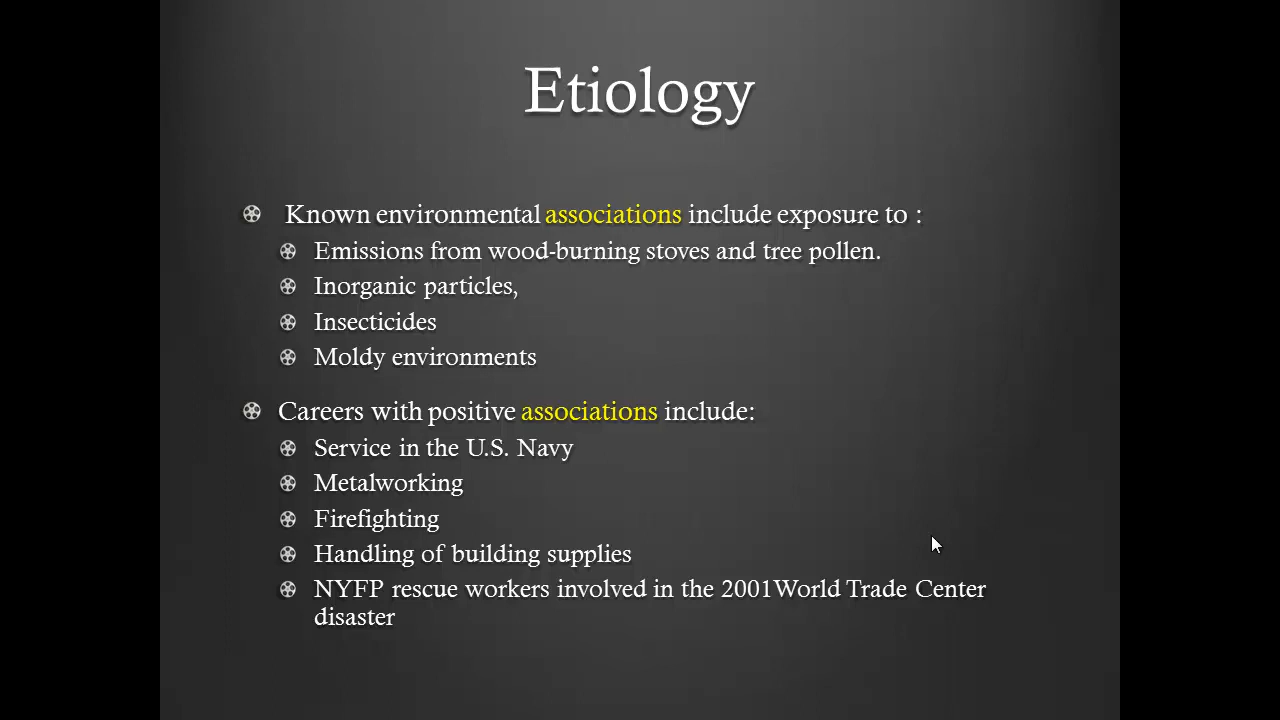 Etiology
Known environmental associations include exposure to :
Emissions from wood-burning stoves and tree pollen.
Inorganic particles,
Insecticides
Moldy environments
Careers with positive associations include:
Service in the U.S. Navy
Metalworking
Firefighting
Handling of building supplies
NYFP rescue workers involved in the 2001World Trade Center
disaster